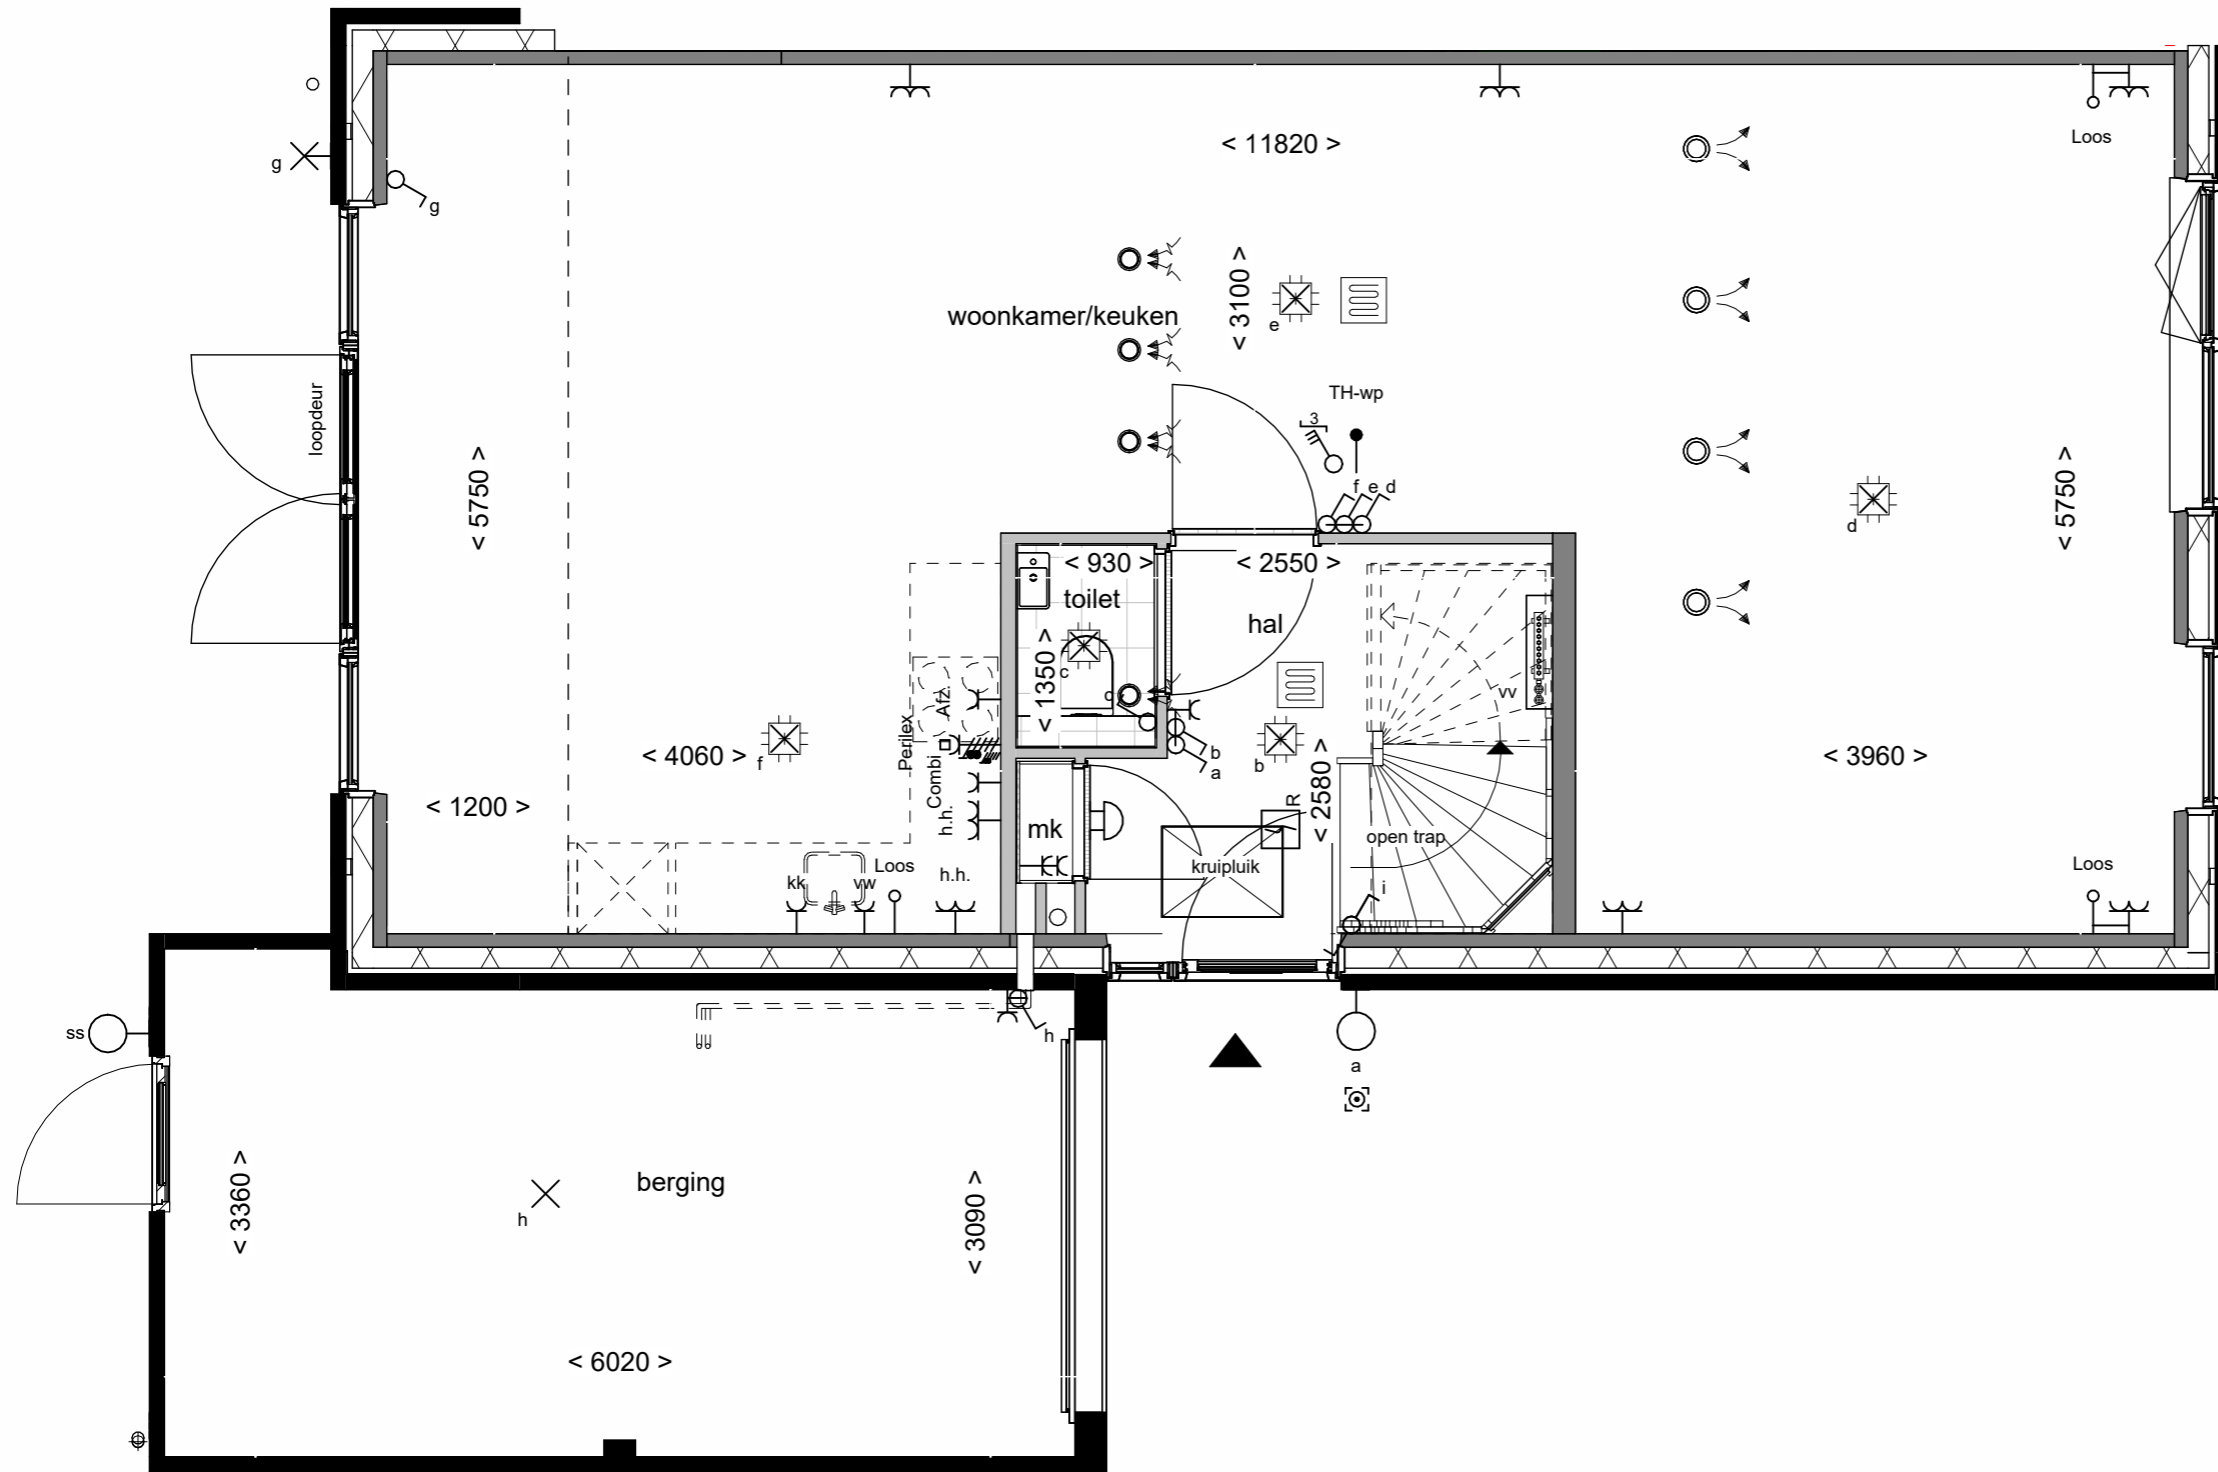 < 11820 >
Loos
g
g
< 3100 >
woonkamer/keuken
e
loopdeur
TH-wp
3
f e d
< 5750 >
< 5750 >
d
< 930 >
< 2550 >
toilet
hal
c
< 1350 >
c
vv
Afz.
Perilex
Combi
h.h.
< 4060 >
f
b
a
b
< 2580 >
< 3960 >
< 1200 >
R
mk
open trap
kruipluik
kk
vw
Loos
h.h.
i
Loos
ss
h
a
< 3360 >
berging
h
< 3090 >
< 6020 >